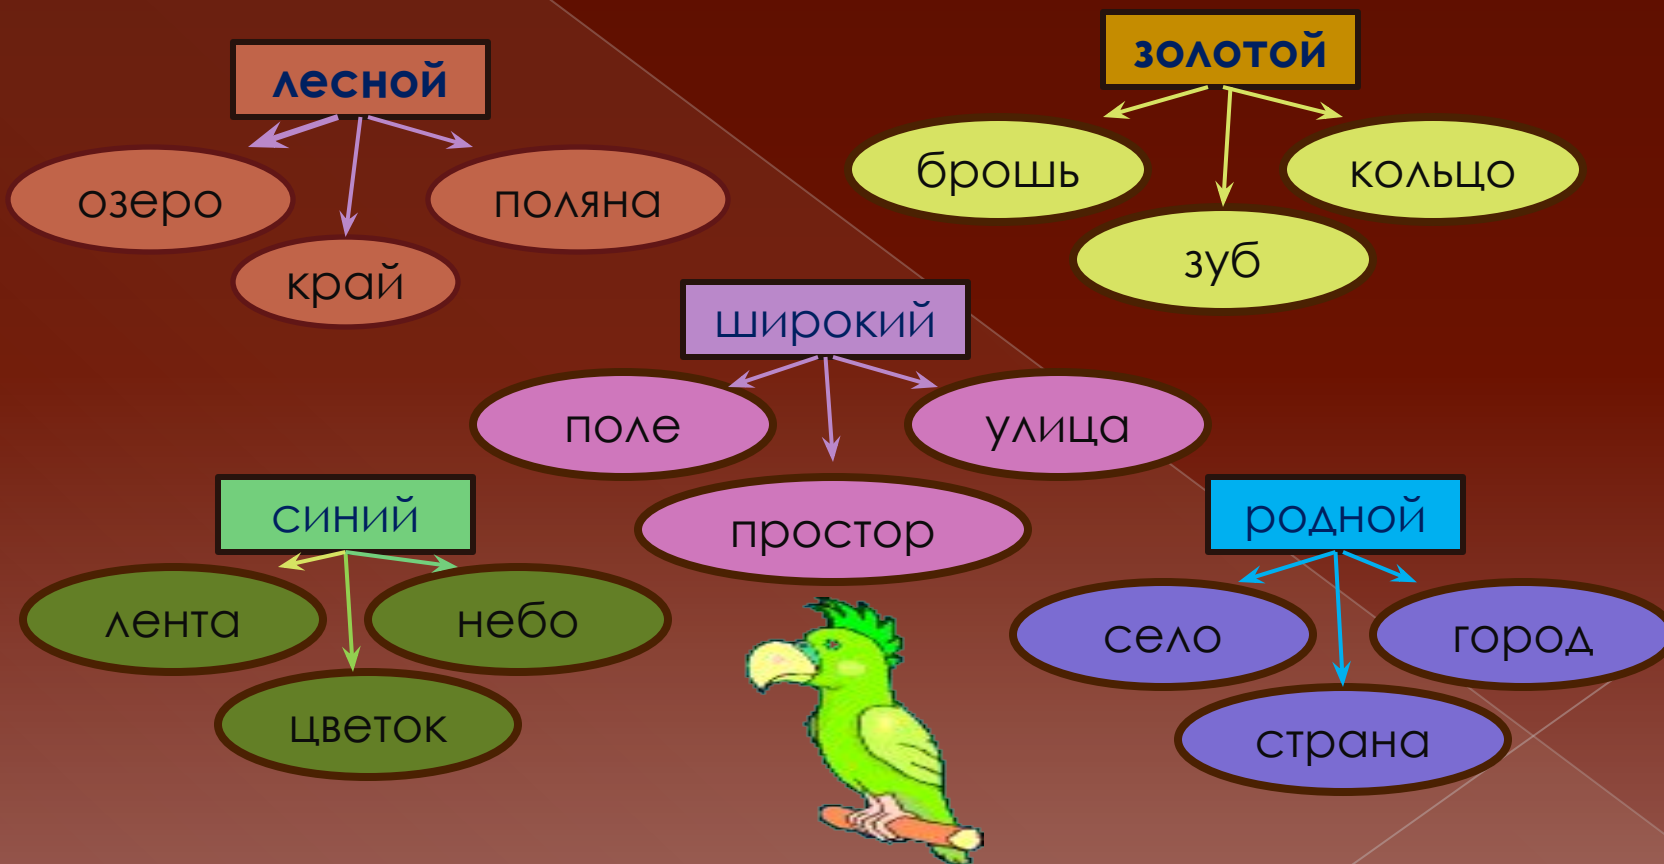 лесной
озеро
поляна
край
золотой
брошь
кольцо
зуб
широкий
поле
улица
простор
синий
лента
небо
цветок
родной
село
город
страна